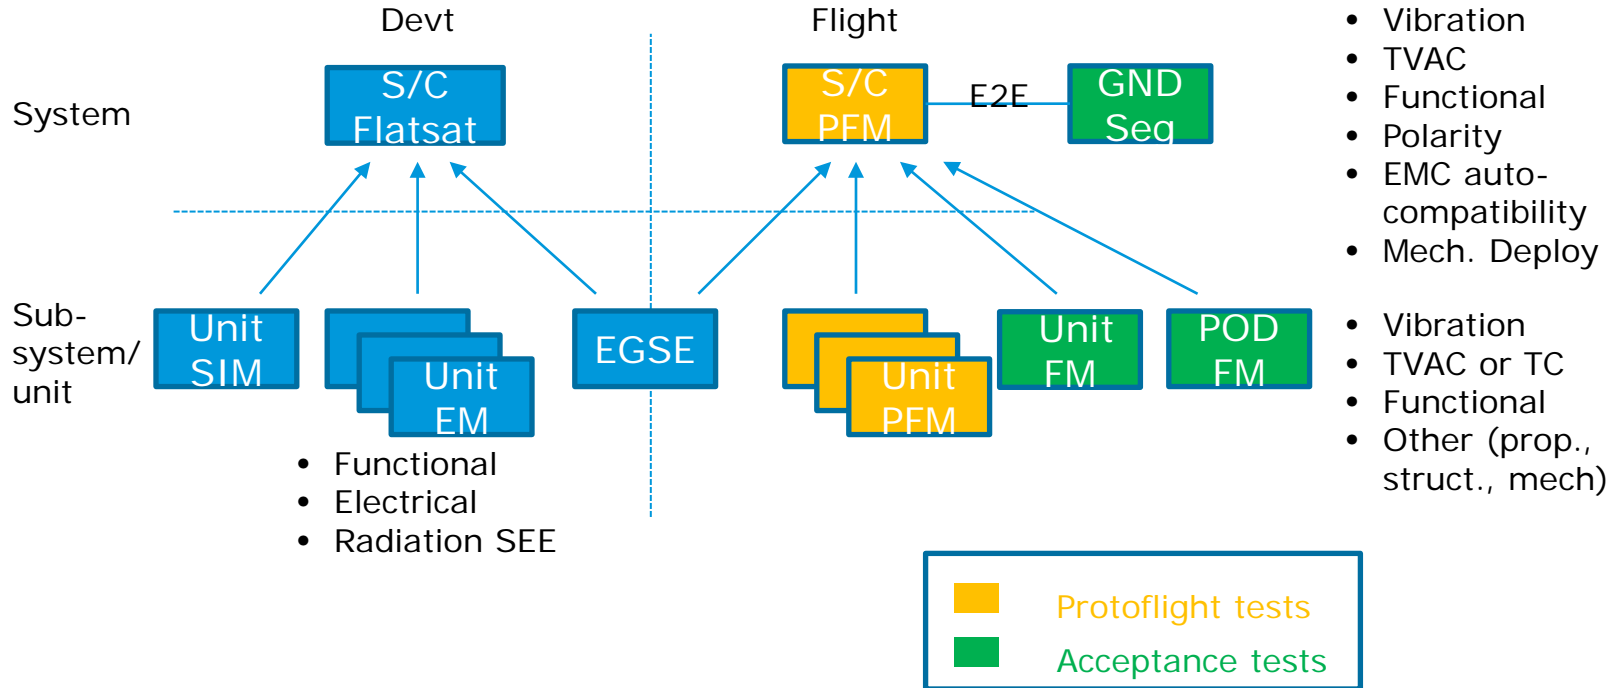 Devt
Flight
System
S/C
Flatsat
S/C
PFM
E2E
GND
Seg
• Vibration
• TVAC
• Functional
• Polarity
• EMC auto-
compatibility
• Mech. Deploy
Sub-
system/
unit
Unit
SIM
Unit
EM
EGSE
Unit
PFM
Unit
FM
POD
FM
• Vibration
• TVAC or TC
• Functional
• Other (prop.,
struct., mech)
• Functional
• Electrical
• Radiation SEE
Protoflight tests
Acceptance tests